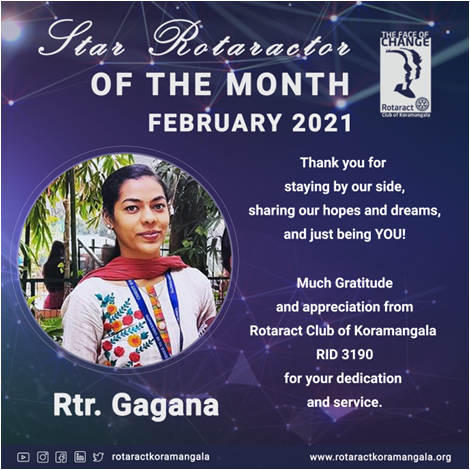 Star Rotaractor
OF THE MONTH
FEBRUARY 2021
THE FACE OF
CHANGE
Rotaract
Club of Koramangala
Thank you for
staying by our side,
sharing our hopes and dreams,
and just being YOU!
Much Gratitude
and appreciation from
Rotaract Club of Koramangala
RID 3190
for your dedication
and service.
Rtr. Gagana
rotaractkoramangala
www.rotaractkoramangala.org